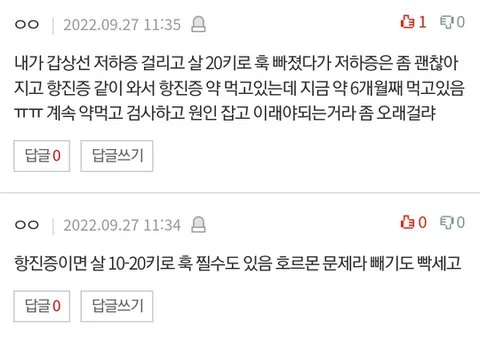 ㅇㅇ | 2022.09.27 11:35 1 0
내가 갑상선 저하증 걸리고 살 20키로 훅 빠졌다가 저하증은 좀 괜찮아
지고 항진증 같이 와서 항진증 약 먹고있는데 지금 약 6개월째 먹고있음
ㅠㅠ 계속 약먹고 검사하고 원인 잡고 이래야되는거라 좀 오래걸랴
답글 0 답글쓰기
ㅇㅇ | 2022.09.27 11:34 0 0
항진증이면 살 10-20키로 훅 찔수도 있음 호르몬 문제라 빼기도 빡세고
답글 0 답글쓰기